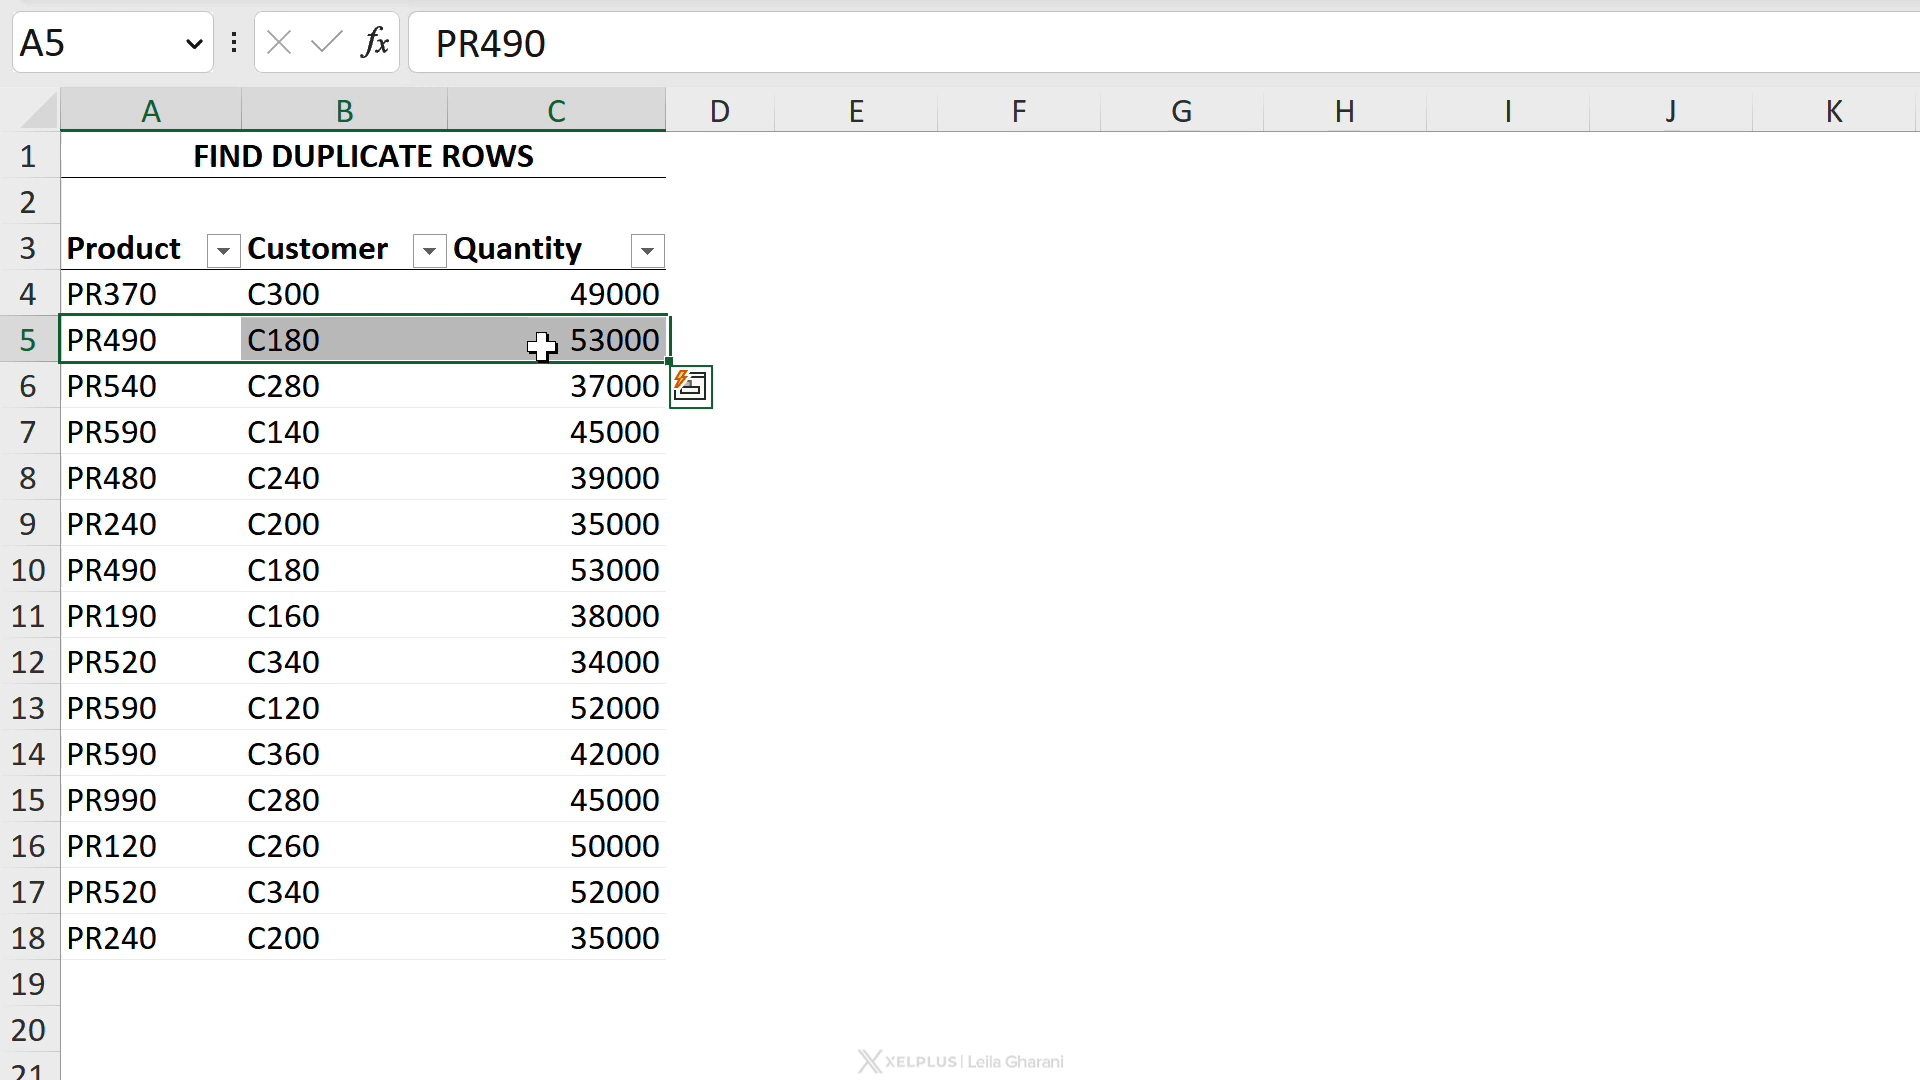 A5 fx PR490
A B C D E F G H I J K
1 FIND DUPLICATE ROWS
2
3 Product Customer Quantity
4 PR370 C300 49000
5 PR490 C180 53000
6 PR540 C280 37000
7 PR590 C140 45000
8 PR480 C240 39000
9 PR240 C200 35000
10 PR490 C180 53000
11 PR190 C160 38000
12 PR520 C340 34000
13 PR590 C120 52000
14 PR590 C360 42000
15 PR990 C280 45000
16 PR120 C260 50000
17 PR520 C340 52000
18 PR240 C200 35000
19
20
21
XELPLUS | Leila Gharani